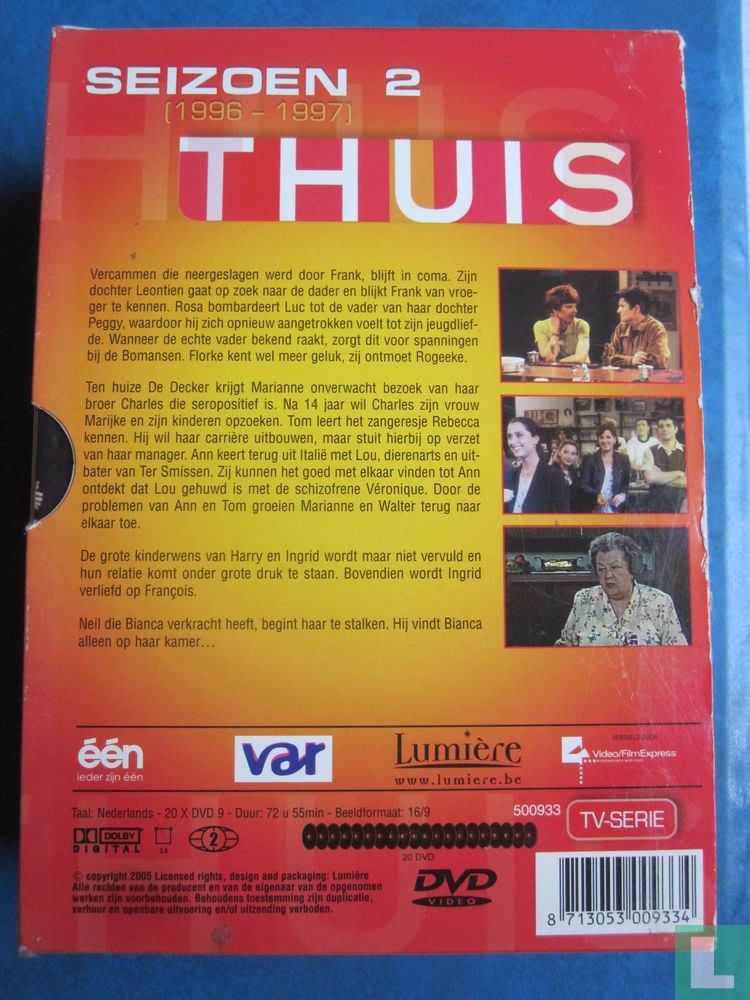 SEIZOEN 2
(1996 – 1997)
THUIS
Vercammen die neergeslagen werd door Frank, blijft in coma. Zijn
dochter Leontien gaat op zoek naar de dader en blijkt Frank van vroe-
ger te kennen. Rosa bombardeert Luc tot de vader van haar dochter
Peggy, waardoor hij zich opnieuw aangetrokken voelt tot zijn jeugdlief-
de. Wanneer de echte vader bekend raakt, zorgt dit voor spanningen
bij de Bomansen. Florke kent wel meer geluk, zij ontmoet Rogeeke.
Ten huize De Decker krijgt Marianne onverwacht bezoek van haar
broer Charles die seropositief is. Na 14 jaar wil Charles zijn vrouw
Marijke en zijn kinderen opzoeken. Tom leert het zangeresje Rebecca
kennen. Hij wil haar carrière uitbouwen, maar stuit hierbij op verzet
van haar manager. Ann keert terug uit Italië met Lou, dierenarts en uit-
bater van Ter Smissen. Zij kunnen het goed met elkaar vinden tot Ann
ontdekt dat Lou gehuwd is met de schizofrene Véronique. Door de
problemen van Ann en Tom groeien Marianne en Walter terug naar
elkaar toe.
De grote kinderwens van Harry en Ingrid wordt maar niet vervuld en
hun relatie komt onder grote druk te staan. Bovendien wordt Ingrid
verliefd op François.
Neil die Bianca verkracht heeft, begint haar te stalken. Hij vindt Bianca
alleen op haar kamer…
één
ieder zijn één
var
Lumière
www.lumiere.be
VERDEELD DOOR
Video/FilmExpress
entertainment and more
Taal: Nederlands - 20 X DVD 9 - Duur: 72 u 55min - Beeldformaat: 16/9
500933
TV-SERIE
DOLBY
DIGITAL
2.0
2
20 DVD
DVD
VIDEO
© copyright 2005 Licensed rights, design and packaging: Lumière
Alle rechten van de producent en van de eigenaar van de opgenomen
werken zijn voorbehouden. Behoudens toestemming zijn duplicatie,
verhuur en openbare uitvoering en/of uitzending verboden.
8 713053 009334
L